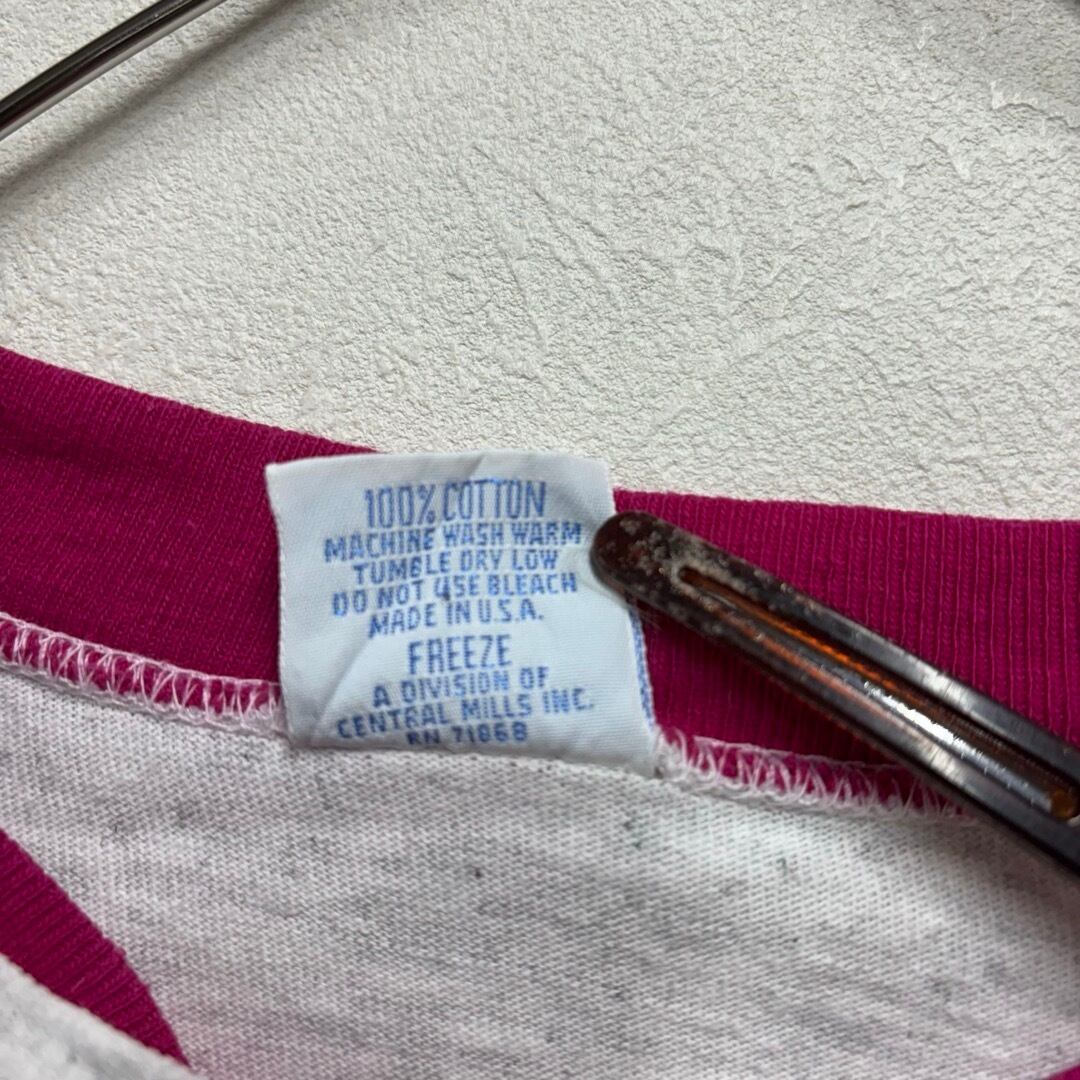 100% COTTON
MACHINE WASH WARM
TUMBLE DRY LOW
DO NOT USE BLEACH
MADE IN U.S.A.
FREEZE
A DIVISION OF
CENTRAL MILLS INC.
RN 71868